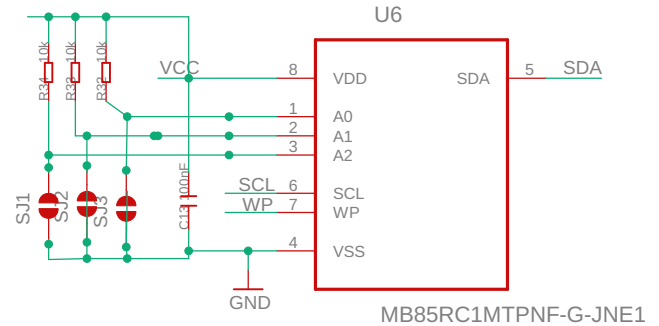 U6
R34 10k
R33 10k
R32 10k
VCC
8 VDD
SDA 5 SDA
1 A0
2 A1
3 A2
SCL 6 SCL
WP 7 WP
4 VSS
C13 100nF
SJ1
SJ2
SJ3
GND
MB85RC1MTPNF-G-JNE1